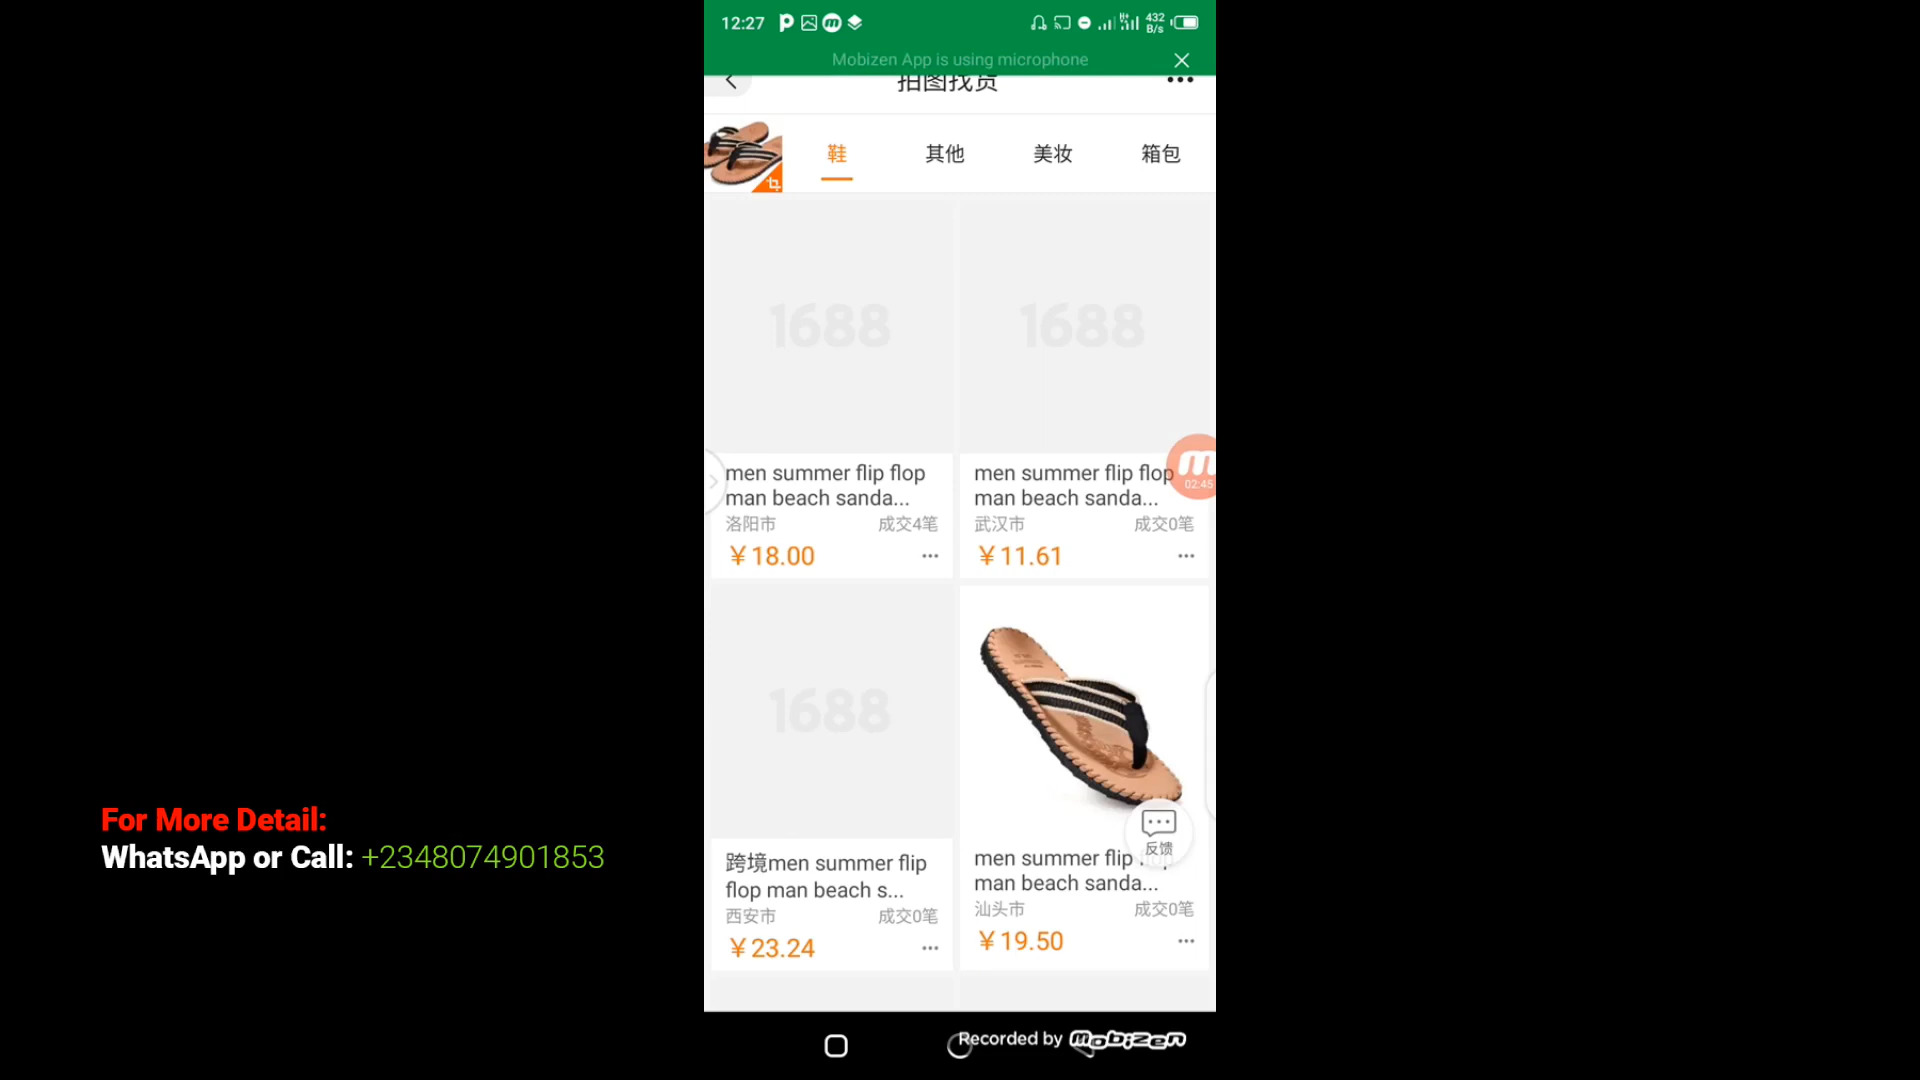 12:27
432
B/s
Mobizen App is using microphone
拍图找货
鞋 其他 美妆 箱包
1688 1688
men summer flip flop
man beach sanda...
洛阳市 成交4笔
￥18.00
men summer flip flop
man beach sanda...
武汉市 成交0笔
￥11.61
02:45
1688
跨境men summer flip
flop man beach s...
西安市 成交0笔
￥23.24
men summer flip
man beach sanda...
汕头市 成交0笔
￥19.50
反馈
For More Detail:
WhatsApp or Call: +2348074901853
Recorded by Mobizen